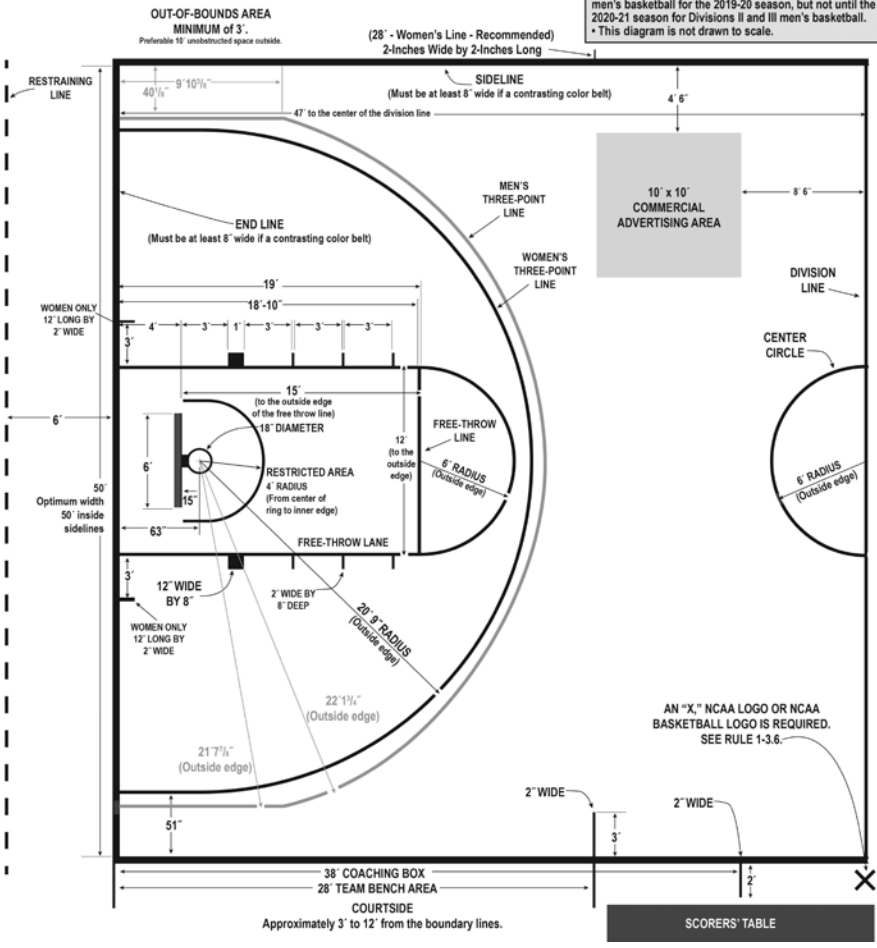 men's basketball for the 2019-20 season, but not until the
2020-21 season for Divisions II and III men's basketball.
• This diagram is not drawn to scale.
OUT-OF-BOUNDS AREA
MINIMUM of 3´.
Preferable 10´ unobstructed space outside.
(28´ - Women's Line - Recommended)
2-Inches Wide by 2-Inches Long
RESTRAINING
LINE
9´10⅜˝
40⅛˝
SIDELINE
(Must be at least 8˝ wide if a contrasting color belt)
4´ 6˝
47´ to the center of the division line
10´ x 10´
COMMERCIAL
ADVERTISING AREA
8´ 6˝
MEN'S
THREE-POINT
LINE
END LINE
(Must be at least 8˝ wide if a contrasting color belt)
WOMEN'S
THREE-POINT
LINE
DIVISION
LINE
19´
18´-10˝
WOMEN ONLY
12˝ LONG BY
2˝ WIDE
4´ 3´ 1´ 3´ 3´ 3´
3´
CENTER
CIRCLE
15´
(to the outside edge
of the free throw line)
18˝ DIAMETER
FREE-THROW
LINE
12´
(to the
outside
edge)
6´
6´
RESTRICTED AREA
4´ RADIUS
(From center of
ring to inner edge)
6´ RADIUS
(Outside edge)
6´ RADIUS
(Outside edge)
50´
Optimum width
50´ inside
sidelines
15˝
63˝
FREE-THROW LANE
3´
12˝ WIDE
BY 8˝
2˝ WIDE BY
8˝ DEEP
WOMEN ONLY
12˝ LONG BY
2˝ WIDE
20´ 9˝ RADIUS
(Outside edge)
22´1¾˝
(Outside edge)
21´7⅞˝
(Outside edge)
AN “X,” NCAA LOGO OR NCAA
BASKETBALL LOGO IS REQUIRED.
SEE RULE 1-3.6.
2˝ WIDE
2˝ WIDE
51˝
3´
38´ COACHING BOX
28´ TEAM BENCH AREA
2´
X
COURTSIDE
Approximately 3´ to 12´ from the boundary lines.
SCORERS' TABLE